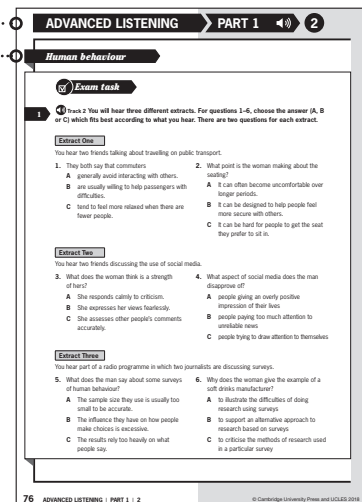 ADVANCED LISTENING PART 1 2
Human behaviour
Exam task
1 Track 2 You will hear three different extracts. For questions 1–6, choose the answer (A, B
or C) which fits best according to what you hear. There are two questions for each extract.
Extract One
You hear two friends talking about travelling on public transport.
1. They both say that commuters
A generally avoid interacting with others.
B are usually willing to help passengers with
difficulties.
C tend to feel more relaxed when there are
fewer people.
2. What point is the woman making about the
seating?
A It can often become uncomfortable over
longer periods.
B It can be designed to help people feel
more secure with others.
C It can be hard for people to get the seat
they prefer to sit in.
Extract Two
You hear two friends discussing the use of social media.
3. What does the woman think is a strength
of hers?
A She responds calmly to criticism.
B She expresses her views fearlessly.
C She assesses other people's comments
accurately.
4. What aspect of social media does the man
disapprove of?
A people giving an overly positive
impression of their lives
B people paying too much attention to
unreliable news
C people trying to draw attention to themselves
Extract Three
You hear part of a radio programme in which two journalists are discussing surveys.
5. What does the man say about some surveys
of human behaviour?
A The sample size they use is usually too
small to be accurate.
B The influence they have on how people
make choices is excessive.
C The results rely too heavily on what
people say.
6. Why does the woman give the example of a
soft drinks manufacturer?
A to illustrate the difficulties of doing
research using surveys
B to support an alternative approach to
research based on surveys
C to criticise the methods of research used
in a particular survey
76 ADVANCED LISTENING | PART 1 | 2
© Cambridge University Press and UCLES 2018